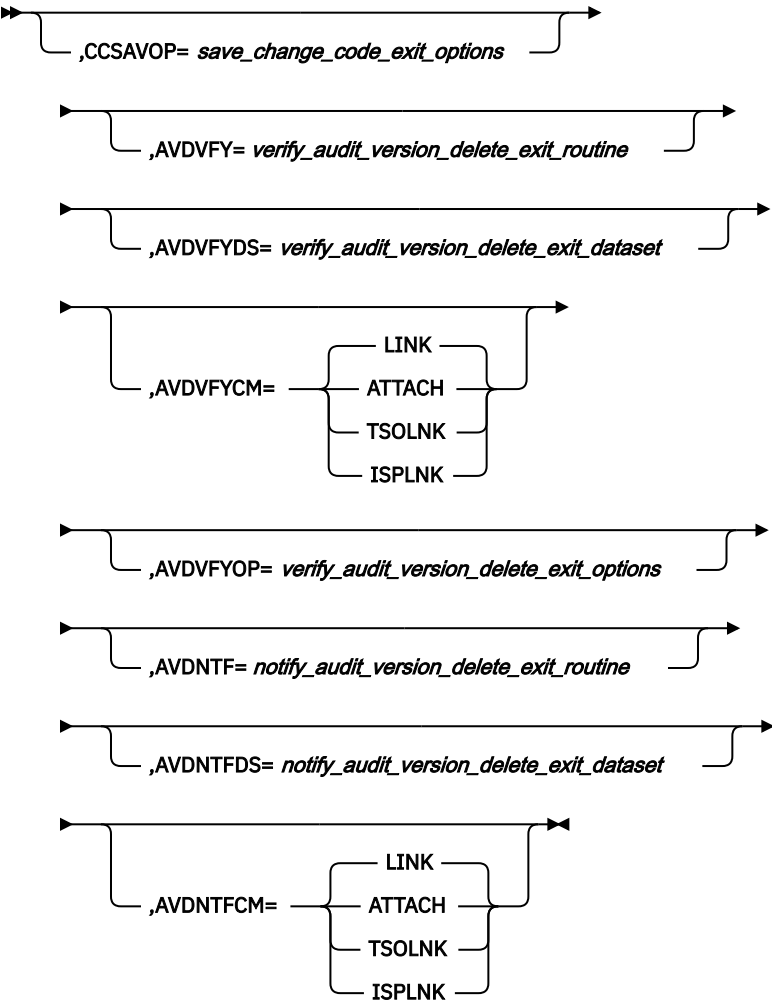 ,CCSAVOP= save_change_code_exit_options
,AVDVFY= verify_audit_version_delete_exit_routine
,AVDVFYDS= verify_audit_version_delete_exit_dataset
LINK
,AVDVFYCM= ATTACH
TSOLNK
ISPLNK
,AVDVFYOP= verify_audit_version_delete_exit_options
,AVDNTF= notify_audit_version_delete_exit_routine
,AVDNTFDS= notify_audit_version_delete_exit_dataset
LINK
,AVDNTFCM= ATTACH
TSOLNK
ISPLNK